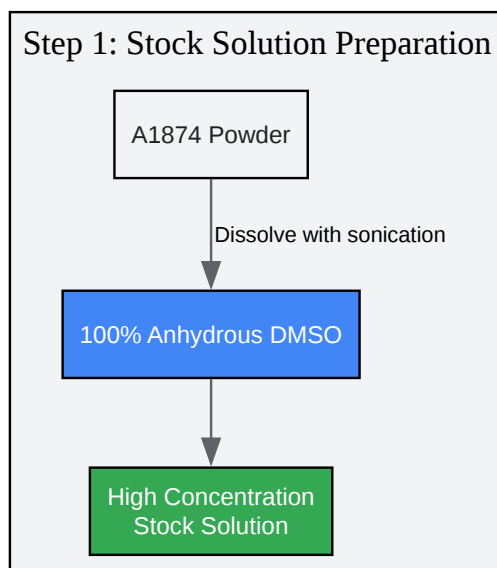 Step 1: Stock Solution Preparation
A1874 Powder
Dissolve with sonication
100% Anhydrous DMSO
High Concentration
Stock Solution